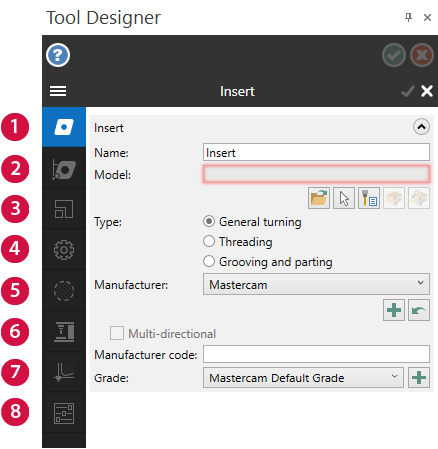 Tool Designer
?
Insert
1
Insert
Name: Insert
2
Model:
3
Type: General turning
4
Threading
Grooving and parting
5
Manufacturer: Mastercam
6
Multi-directional
Manufacturer code:
7
Grade: Mastercam Default Grade
8